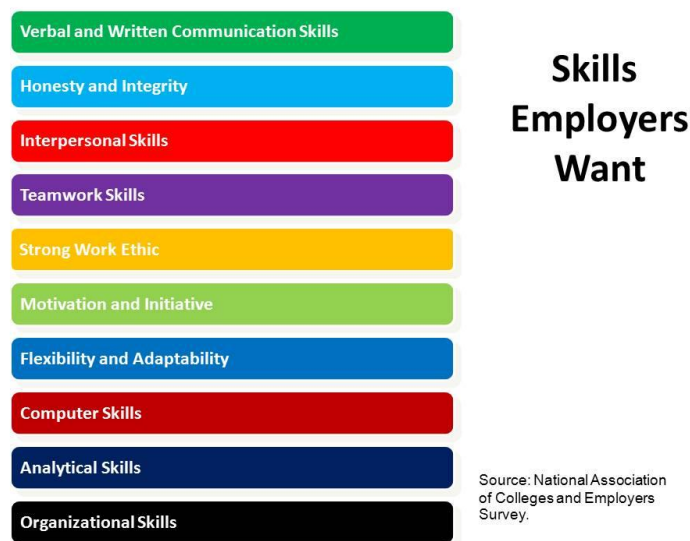 Verbal and Written Communication Skills
Honesty and Integrity
Interpersonal Skills
Teamwork Skills
Strong Work Ethic
Motivation and Initiative
Flexibility and Adaptability
Computer Skills
Analytical Skills
Organizational Skills
Skills
Employers
Want
Source: National Association
of Colleges and Employers
Survey.